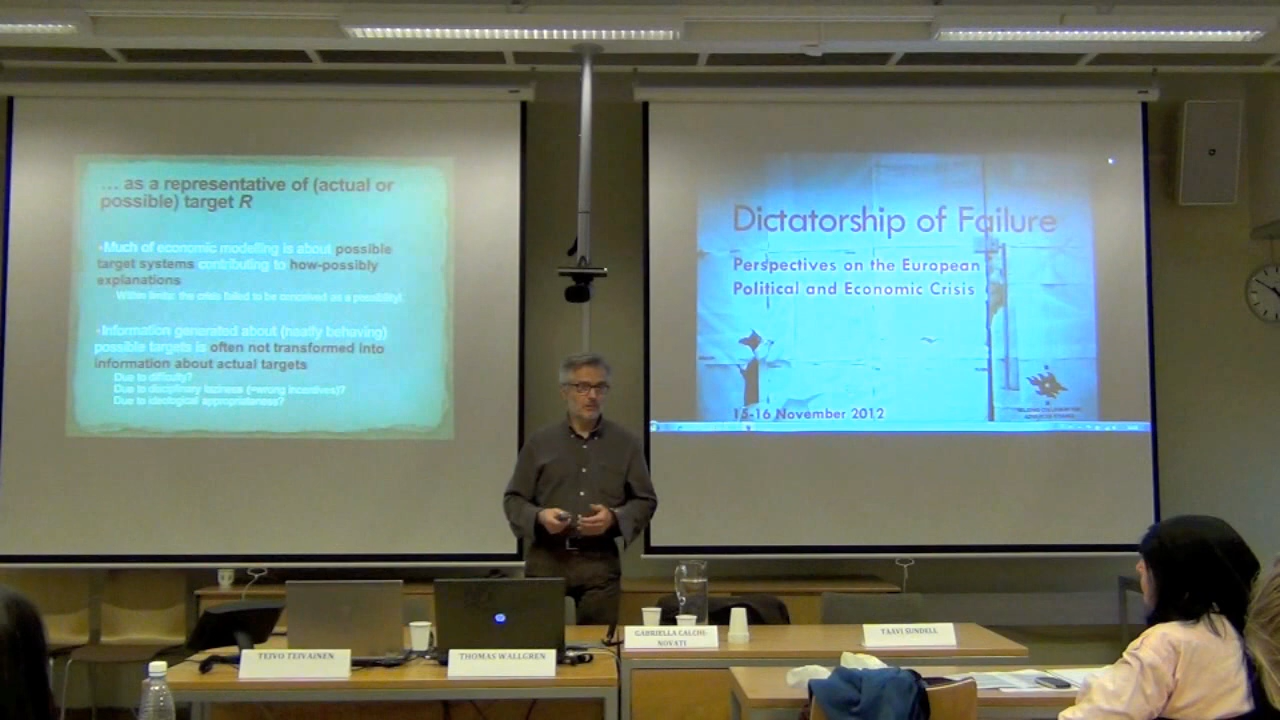 ... as a representative of (actual or
possible) target R
•Much of economic modelling is about possible
target systems contributing to how-possibly
explanations
Within limits: the crisis failed to be conceived as a possibility!
•Information generated about (neatly behaving)
possible targets is often not transformed into
information about actual targets
Due to difficulty?
Due to disciplinary laziness (=wrong incentives)?
Due to ideological appropriateness?
Dictatorship of Failure
Perspectives on the European
Political and Economic Crisis
15-16 November 2012
TEIVO TEIVAINEN
THOMAS WALLGREN
GABRIELLA CALCHI-
NOVATI
TAAVI SUNDELL